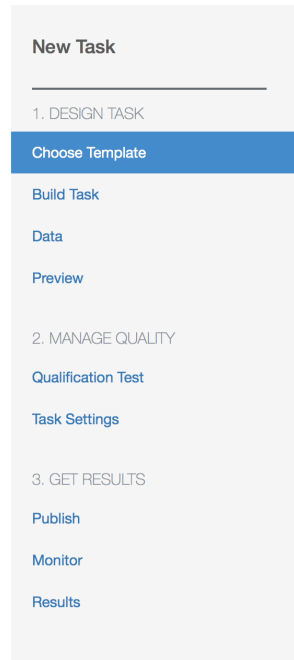 New Task
1. DESIGN TASK
Choose Template
Build Task
Data
Preview
2. MANAGE QUALITY
Qualification Test
Task Settings
3. GET RESULTS
Publish
Monitor
Results